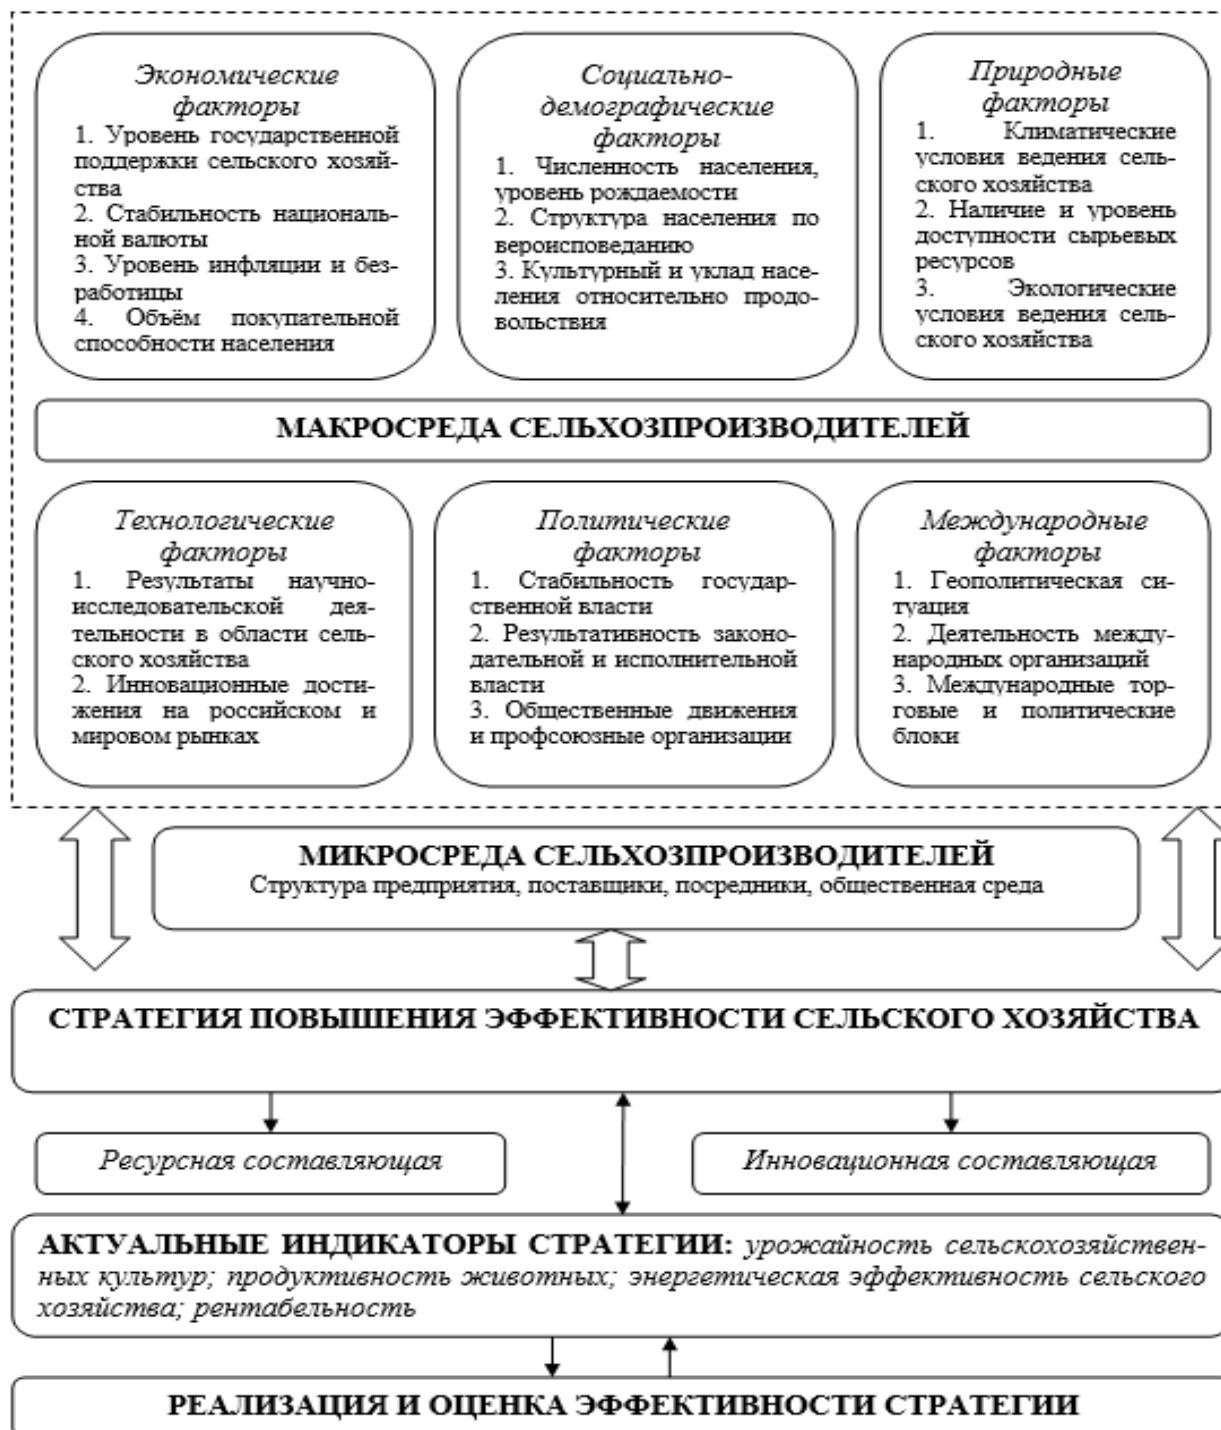 Экономические
факторы
1. Уровень государственной
поддержки сельского хозяй-
ства
2. Стабильность националь-
ной валюты
3. Уровень инфляции и без-
работицы
4. Объём покупательной
способности населения
Социально-
демографические
факторы
1. Численность населения,
уровень рождаемости
2. Структура населения по
вероисповеданию
3. Культурный и уклад насе-
ления относительно продо-
вольствия
Природные
факторы
1. Климатические
условия ведения сель-
ского хозяйства
2. Наличие и уровень
доступности сырьевых
ресурсов
3. Экологические
условия ведения сель-
ского хозяйства
МАКРОСРЕДА СЕЛЬХОЗПРОИЗВОДИТЕЛЕЙ
Технологические
факторы
1. Результаты научно-
исследовательской дея-
тельности в области сель-
ского хозяйства
2. Инновационные дости-
жения на российском и
мировом рынках
Политические
факторы
1. Стабильность государ-
ственной власти
2. Результативность законо-
дательной и исполнительной
власти
3. Общественные движения
и профсоюзные организации
Международные
факторы
1. Геополитическая си-
туация
2. Деятельность между-
народных организаций
3. Международные тор-
говые и политические
блоки
МИКРОСРЕДА СЕЛЬХОЗПРОИЗВОДИТЕЛЕЙ
Структура предприятия, поставщики, посредники, общественная среда
СТРАТЕГИЯ ПОВЫШЕНИЯ ЭФФЕКТИВНОСТИ СЕЛЬСКОГО ХОЗЯЙСТВА
Ресурсная составляющая
Инновационная составляющая
АКТУАЛЬНЫЕ ИНДИКАТОРЫ СТРАТЕГИИ: урожайность сельскохозяйствен-
ных культур; продуктивность животных; энергетическая эффективность сельского
хозяйства; рентабельность
РЕАЛИЗАЦИЯ И ОЦЕНКА ЭФФЕКТИВНОСТИ СТРАТЕГИИ